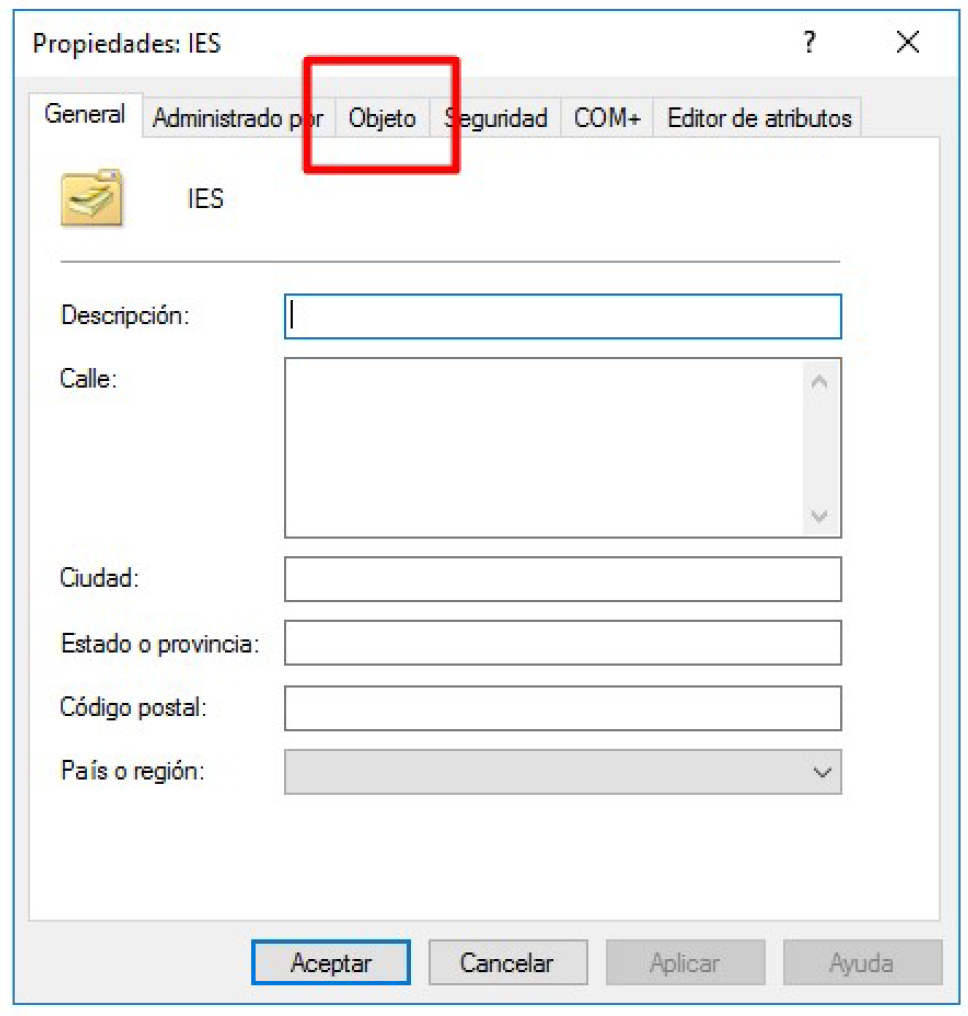 Propiedades: IES ?
General Administrado por Objeto Seguridad COM+ Editor de atributos
IES
Descripción:
Calle:
Ciudad:
Estado o provincia:
Código postal:
País o región:
Aceptar Cancelar Aplicar Ayuda